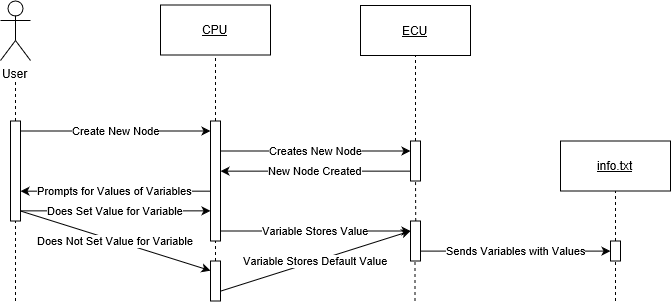 CPU
ECU
User
Create New Node
Creates New Node
New Node Created
info.txt
Prompts for Values of Variables
Does Set Value for Variable
Variable Stores Value
Does Not Set Value for Variable
Sends Variables with Values
Variable Stores Default Value